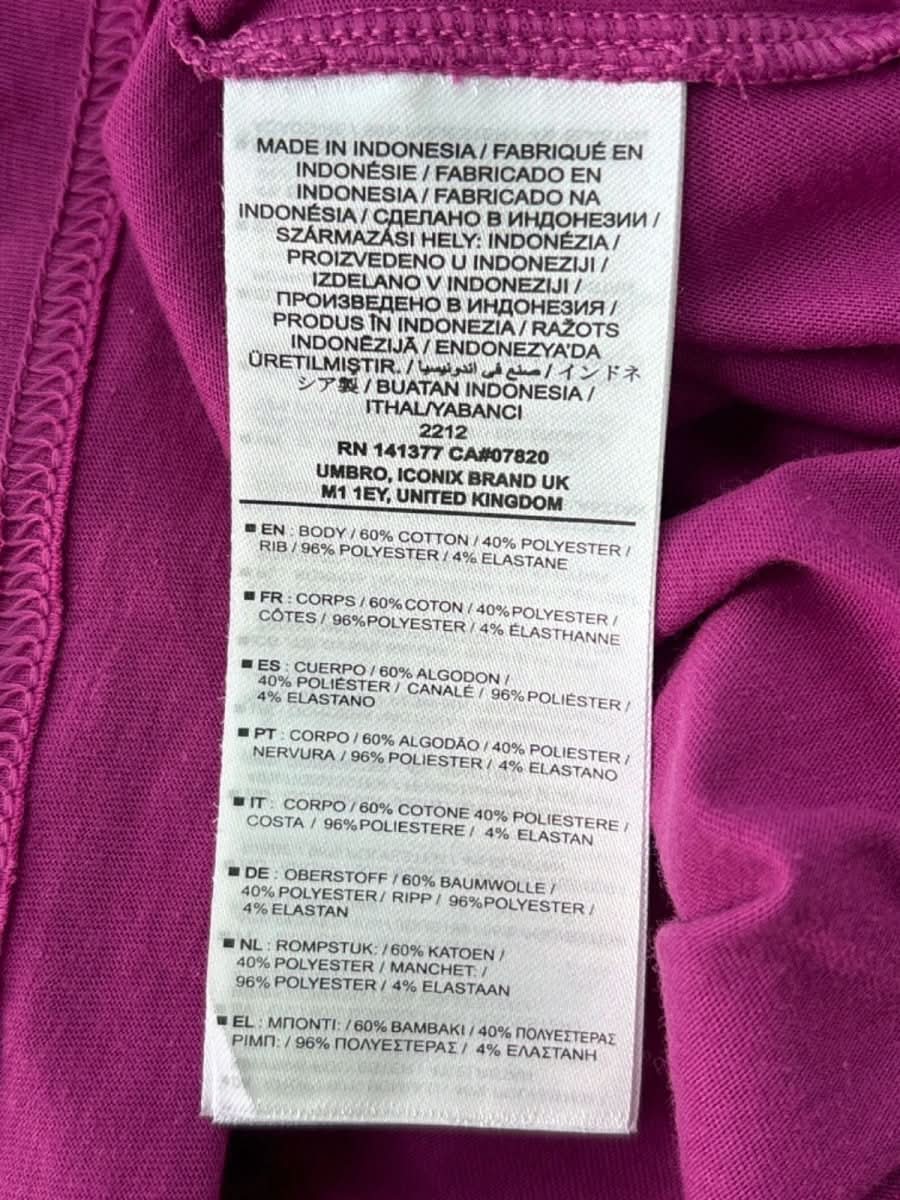 MADE IN INDONESIA / FABRIQUÉ EN
INDONÉSIE / FABRICADO EN
INDONESIA / FABRICADO NA
INDONÉSIA / СДЕЛАНО В ИНДОНЕЗИИ /
SZÁRMAZÁSI HELY: INDONÉZIA /
PROIZVEDENO U INDONEZIJI /
IZDELANO V INDONEZIJI /
ПРОИЗВЕДЕНО В ИНДОНЕЗИЯ /
PRODUS ÎN INDONEZIA / RAŽOTS
INDONĒZIJĀ / ENDONEZYA'DA
ÜRETILMIŞTIR. / صنع في اندونيسيا / インドネ
シア製 / BUATAN INDONESIA /
ITHAL/YABANCI
2212
RN 141377 CA#07820
UMBRO, ICONIX BRAND UK
M1 1EY, UNITED KINGDOM
■ EN : BODY / 60% COTTON / 40% POLYESTER /
RIB / 96% POLYESTER / 4% ELASTANE
■ FR : CORPS / 60% COTON / 40% POLYESTER /
CÔTES / 96%POLYESTER / 4% ÉLASTHANNE
■ ES : CUERPO / 60% ALGODON /
40% POLIÉSTER / CANALÉ / 96% POLIÉSTER /
4% ELASTANO
■ PT : CORPO / 60% ALGODÃO / 40% POLIESTER /
NERVURA / 96% POLIESTER / 4% ELASTANO
■ IT : CORPO / 60% COTONE 40% POLIESTERE /
COSTA / 96%POLIESTERE / 4% ELASTAN
■ DE : OBERSTOFF / 60% BAUMWOLLE /
40% POLYESTER / RIPP / 96%POLYESTER /
4% ELASTAN
■ NL : ROMPSTUK: / 60% KATOEN /
40% POLYESTER / MANCHET: /
96% POLYESTER / 4% ELASTAAN
■ EL : ΜΠΟΝΤΙ: / 60% ΒΑΜΒΑΚΙ / 40% ΠΟΛΥΕΣΤΕΡΑΣ
ΡΙΜΠ: / 96% ΠΟΛΥΕΣΤΕΡΑΣ / 4% ΕΛΑΣΤΑΝΗ